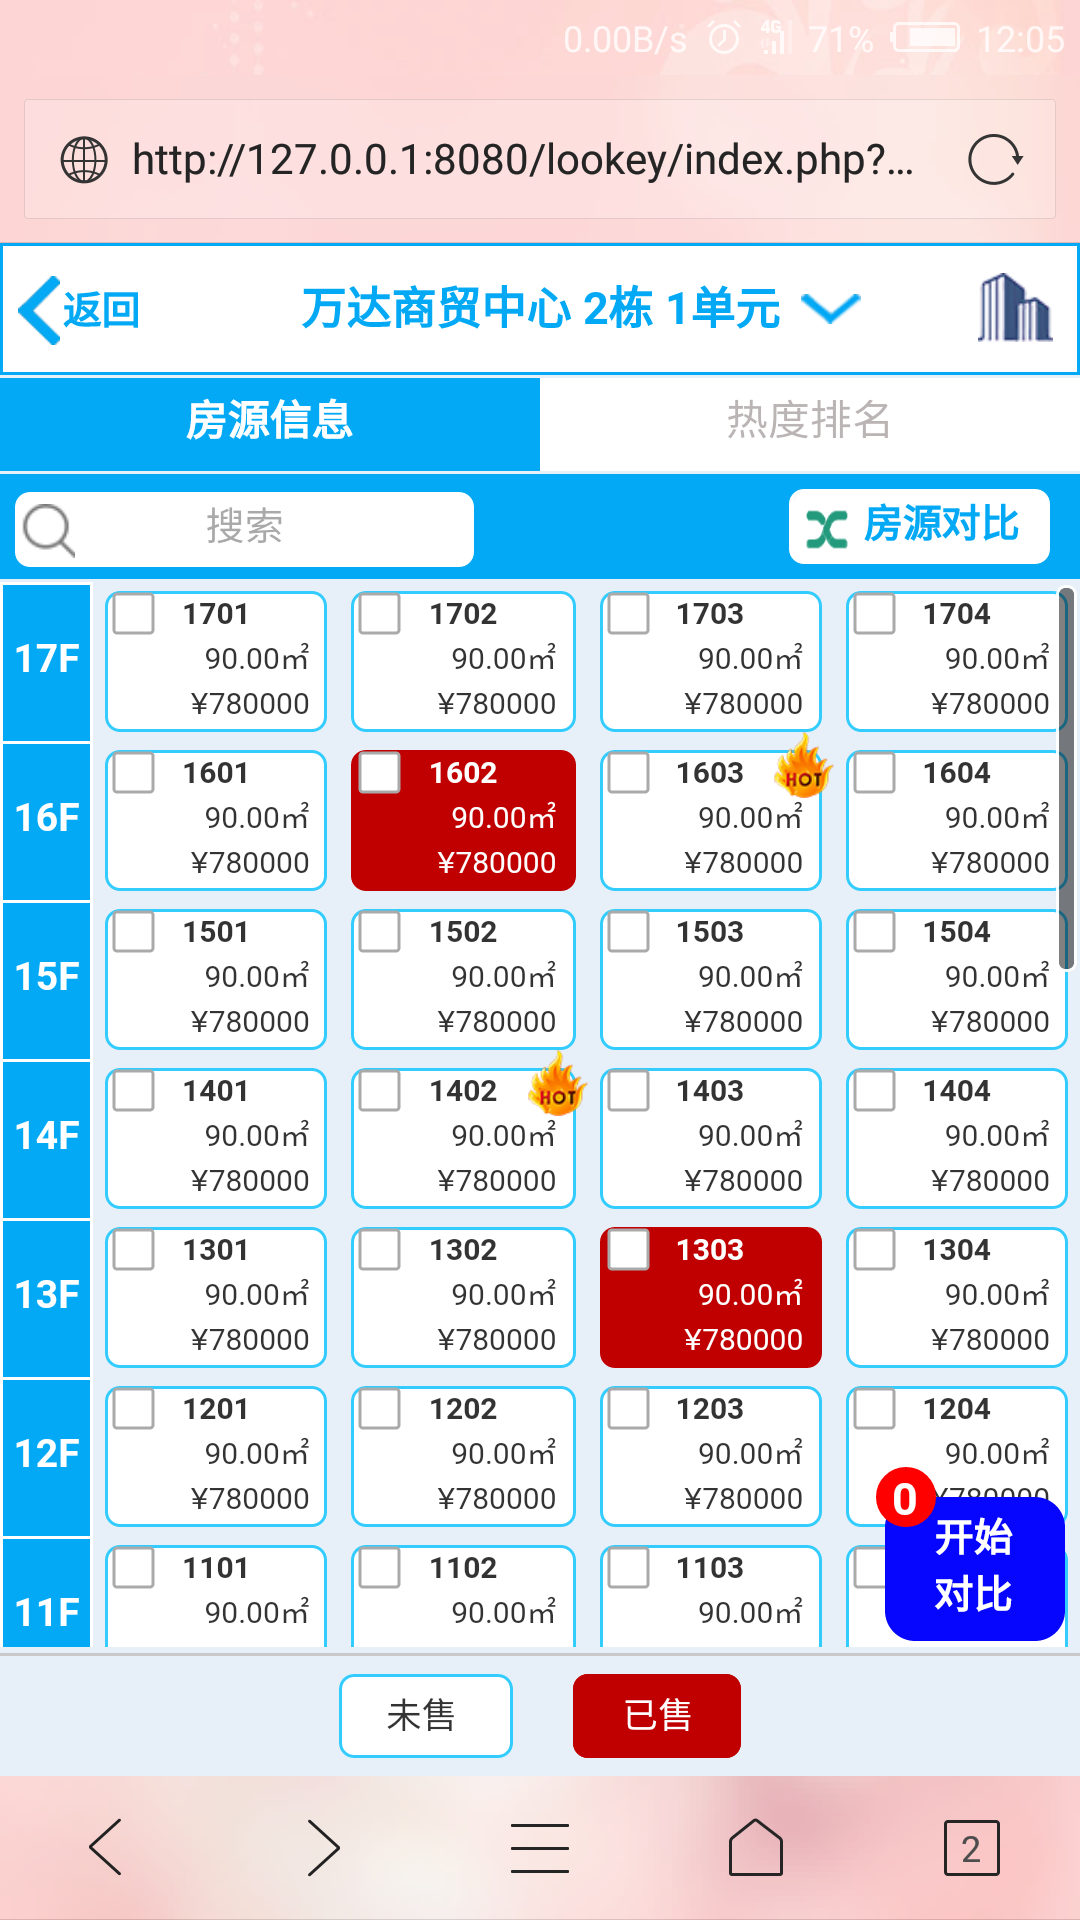 0.00B/s 4G 71% 12:05
http://127.0.0.1:8080/lookey/index.php?...
返回 万达商贸中心 2栋 1单元
房源信息 热度排名
搜索 房源对比
17F
1701 1702 1703 1704
90.00㎡ 90.00㎡ 90.00㎡ 90.00㎡
¥780000 ¥780000 ¥780000 ¥780000
16F
1601 1602 1603 HOT 1604
90.00㎡ 90.00㎡ 90.00㎡ 90.00㎡
¥780000 ¥780000 ¥780000 ¥780000
15F
1501 1502 1503 1504
90.00㎡ 90.00㎡ 90.00㎡ 90.00㎡
¥780000 ¥780000 ¥780000 ¥780000
14F
1401 1402 HOT 1403 1404
90.00㎡ 90.00㎡ 90.00㎡ 90.00㎡
¥780000 ¥780000 ¥780000 ¥780000
13F
1301 1302 1303 1304
90.00㎡ 90.00㎡ 90.00㎡ 90.00㎡
¥780000 ¥780000 ¥780000 ¥780000
12F
1201 1202 1203 1204
90.00㎡ 90.00㎡ 90.00㎡ 90.00㎡
¥780000 ¥780000 ¥780000
0
开始
对比
11F
1101 1102 1103
90.00㎡ 90.00㎡ 90.00㎡
未售 已售
2